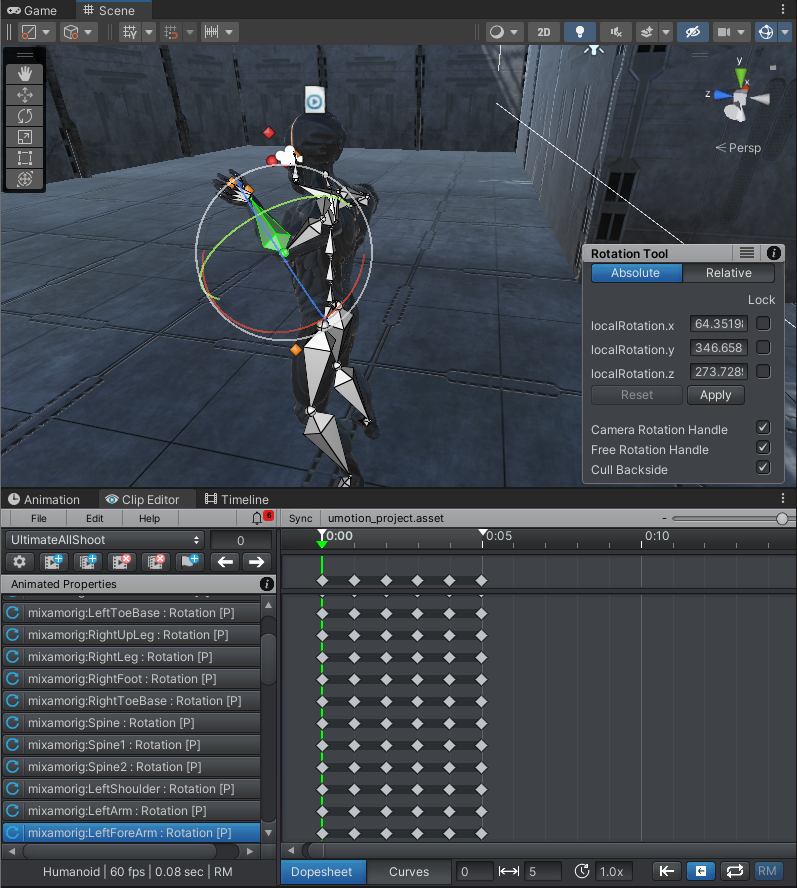 Game
Scene
2D
y
x
z
Persp
Rotation Tool
Absolute
Relative
Lock
localRotation.x
64.3519
localRotation.y
346.658
localRotation.z
273.728
Reset
Apply
Camera Rotation Handle
Free Rotation Handle
Cull Backside
Animation
Clip Editor
Timeline
File
Edit
Help
6
Sync
umotion_project.asset
-
UltimateAllShoot
0
0:00
0:05
0:10
Animated Properties
mixamorig:LeftToeBase : Rotation [P]
mixamorig:RightUpLeg : Rotation [P]
mixamorig:RightLeg : Rotation [P]
mixamorig:RightFoot : Rotation [P]
mixamorig:RightToeBase : Rotation [P]
mixamorig:Spine : Rotation [P]
mixamorig:Spine1 : Rotation [P]
mixamorig:Spine2 : Rotation [P]
mixamorig:LeftShoulder : Rotation [P]
mixamorig:LeftArm : Rotation [P]
mixamorig:LeftForeArm : Rotation [P]
Humanoid | 60 fps | 0.08 sec | RM
Dopesheet
Curves
0
5
1.0x
RM